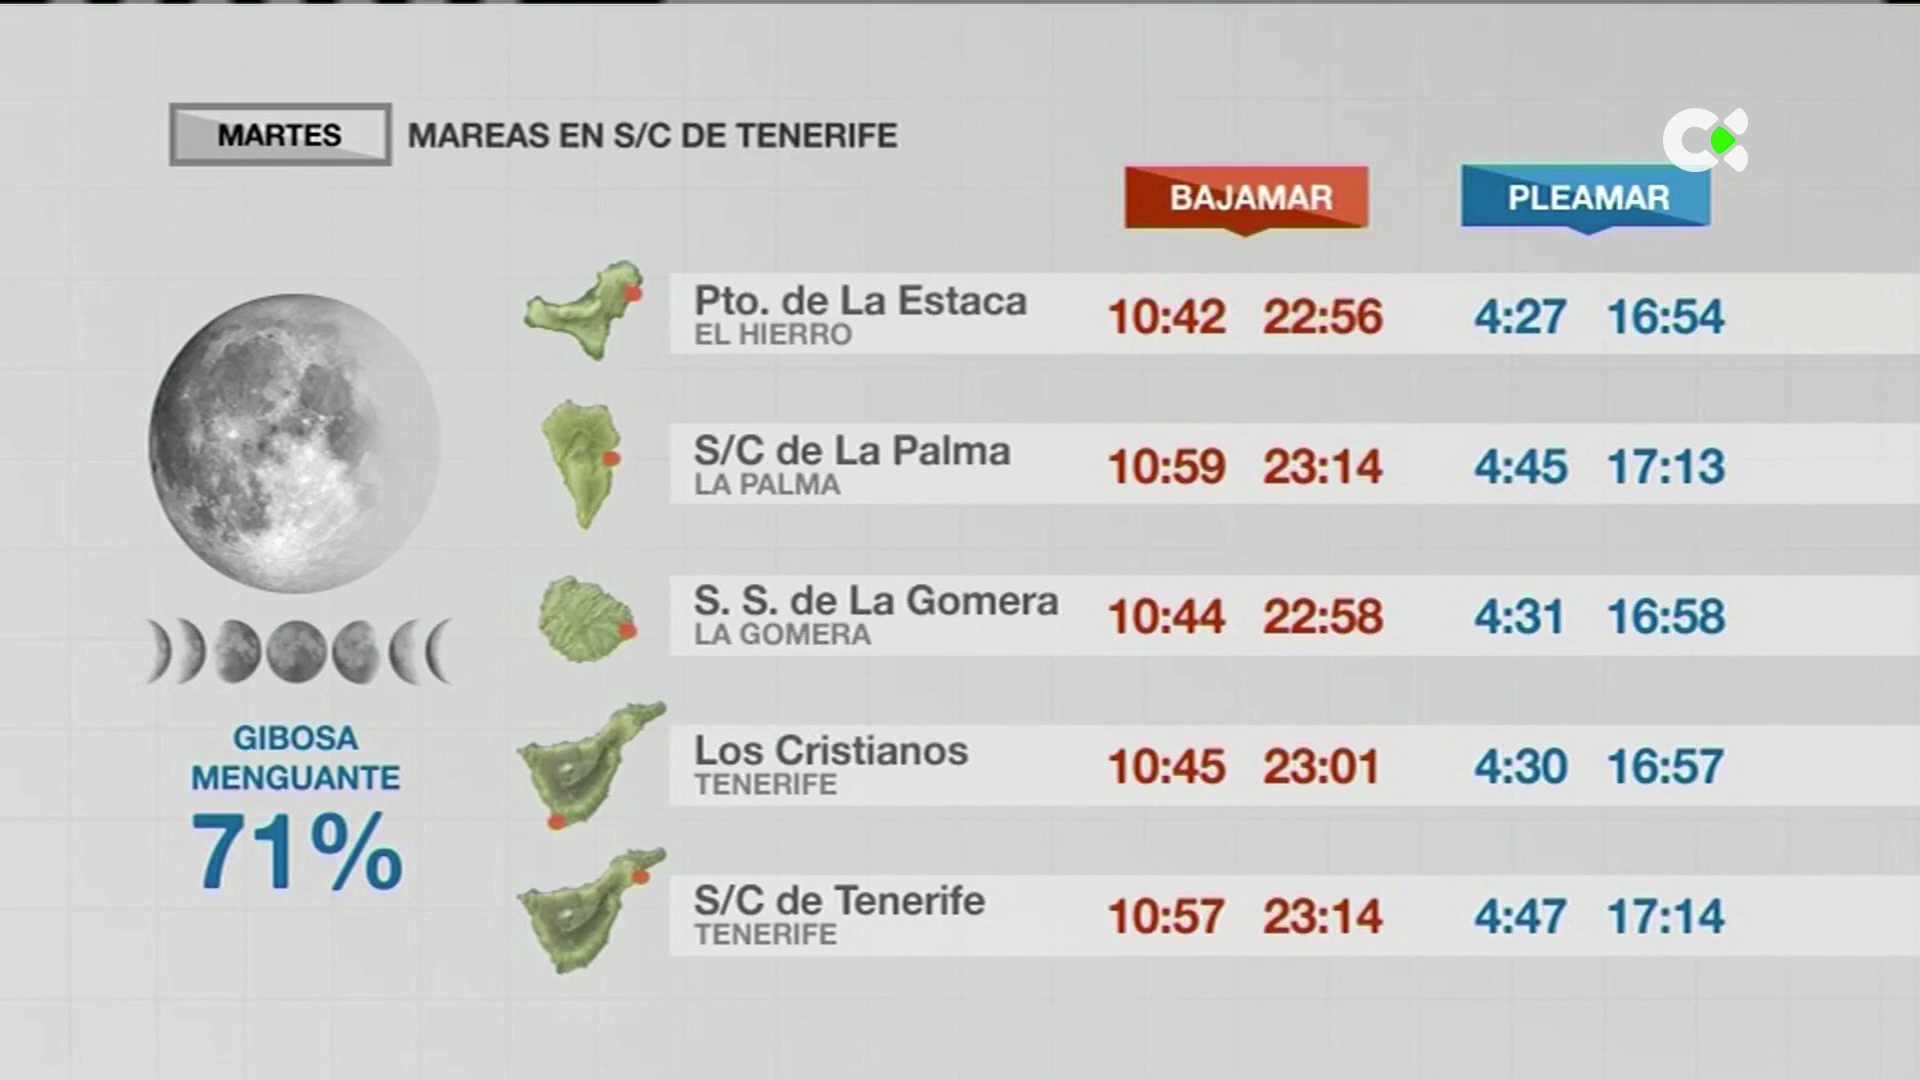 MARTES MAREAS EN S/C DE TENERIFE
BAJAMAR PLEAMAR
Pto. de La Estaca 10:42 22:56 4:27 16:54
EL HIERRO
S/C de La Palma 10:59 23:14 4:45 17:13
LA PALMA
S. S. de La Gomera 10:44 22:58 4:31 16:58
LA GOMERA
Los Cristianos 10:45 23:01 4:30 16:57
TENERIFE
S/C de Tenerife 10:57 23:14 4:47 17:14
TENERIFE
GIBOSA
MENGUANTE
71%